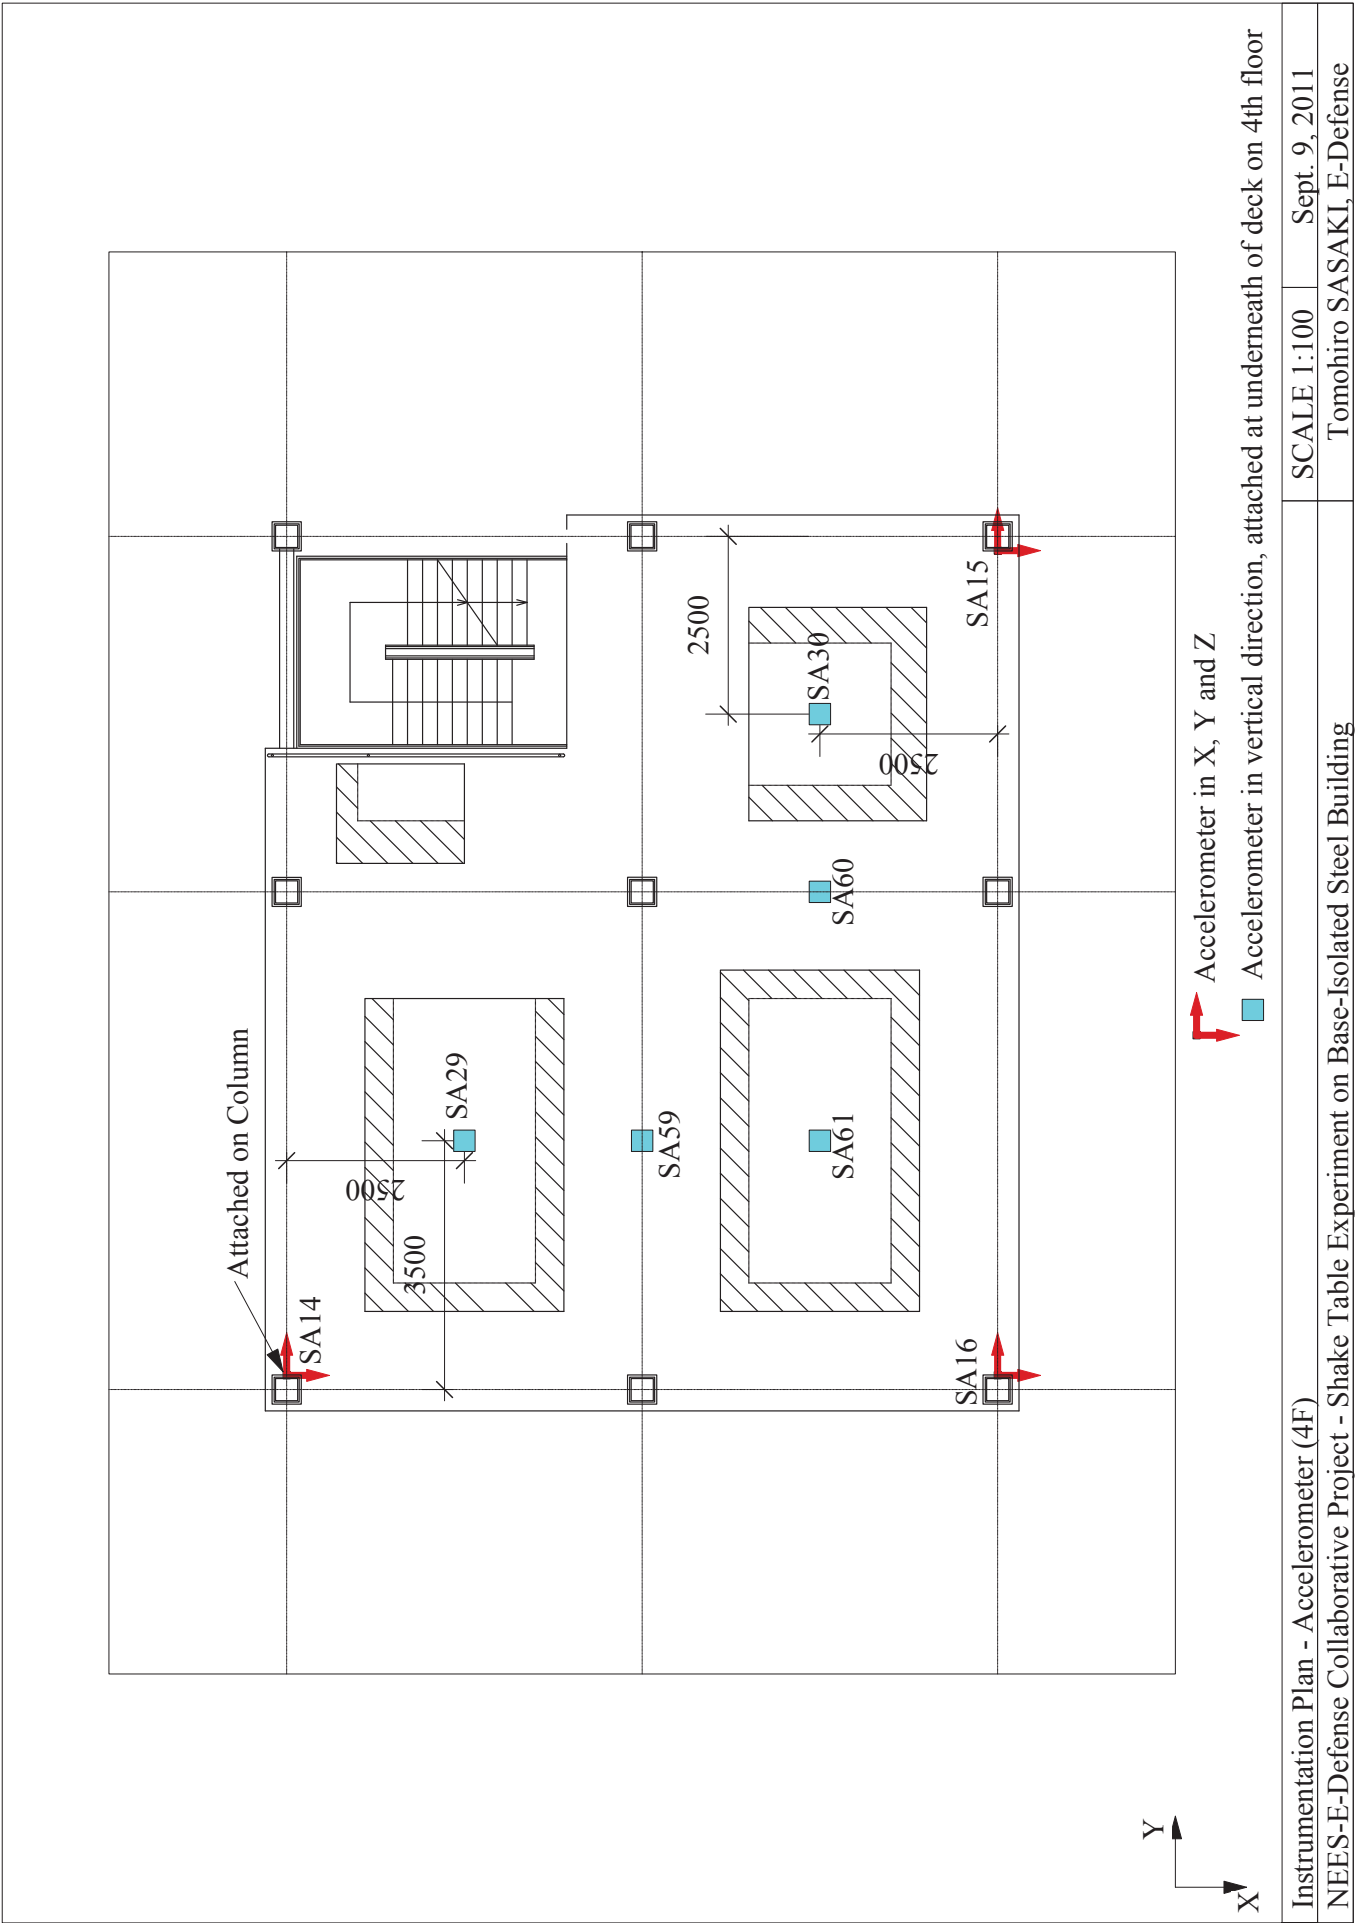 Attached on Column
SA14
3500
2500
SA29
SA59
SA61
SA16
SA60
2500
SA30
2500
SA15
Accelerometer in X, Y and Z
Accelerometer in vertical direction, attached at underneath of deck on 4th floor
Y
X
Instrumentation Plan - Accelerometer (4F)
SCALE 1:100
Sept. 9, 2011
NEES-E-Defense Collaborative Project - Shake Table Experiment on Base-Isolated Steel Building
Tomohiro SASAKI, E-Defense